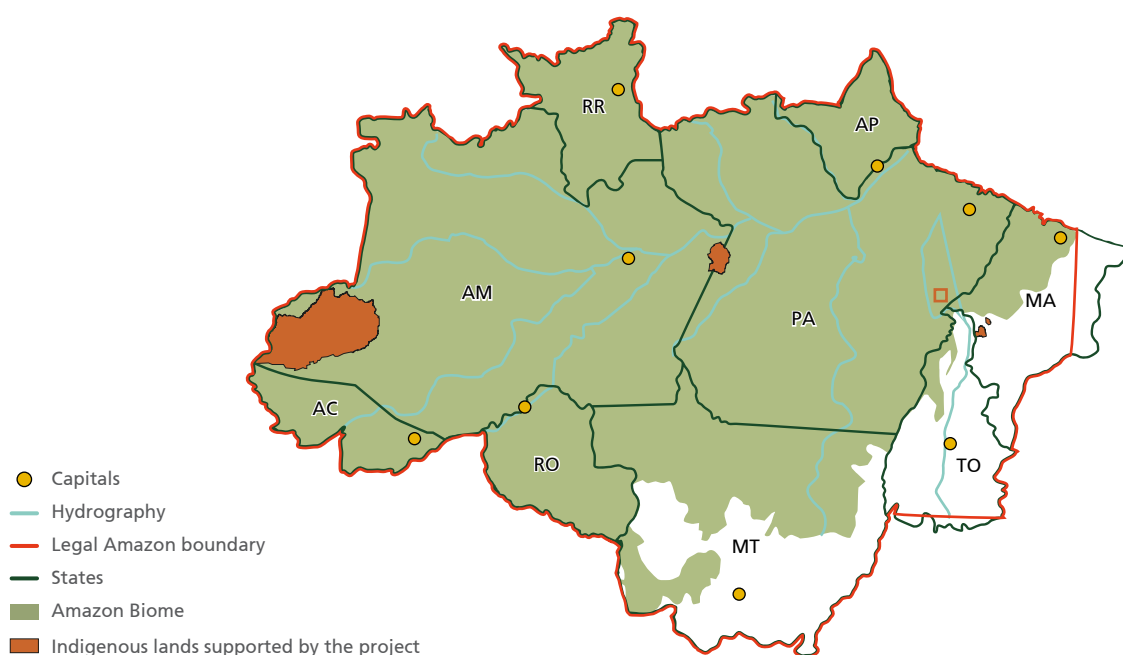 RR
AP
AM
PA
MA
AC
RO
TO
MT
Capitals
Hydrography
Legal Amazon boundary
States
Amazon Biome
Indigenous lands supported by the project